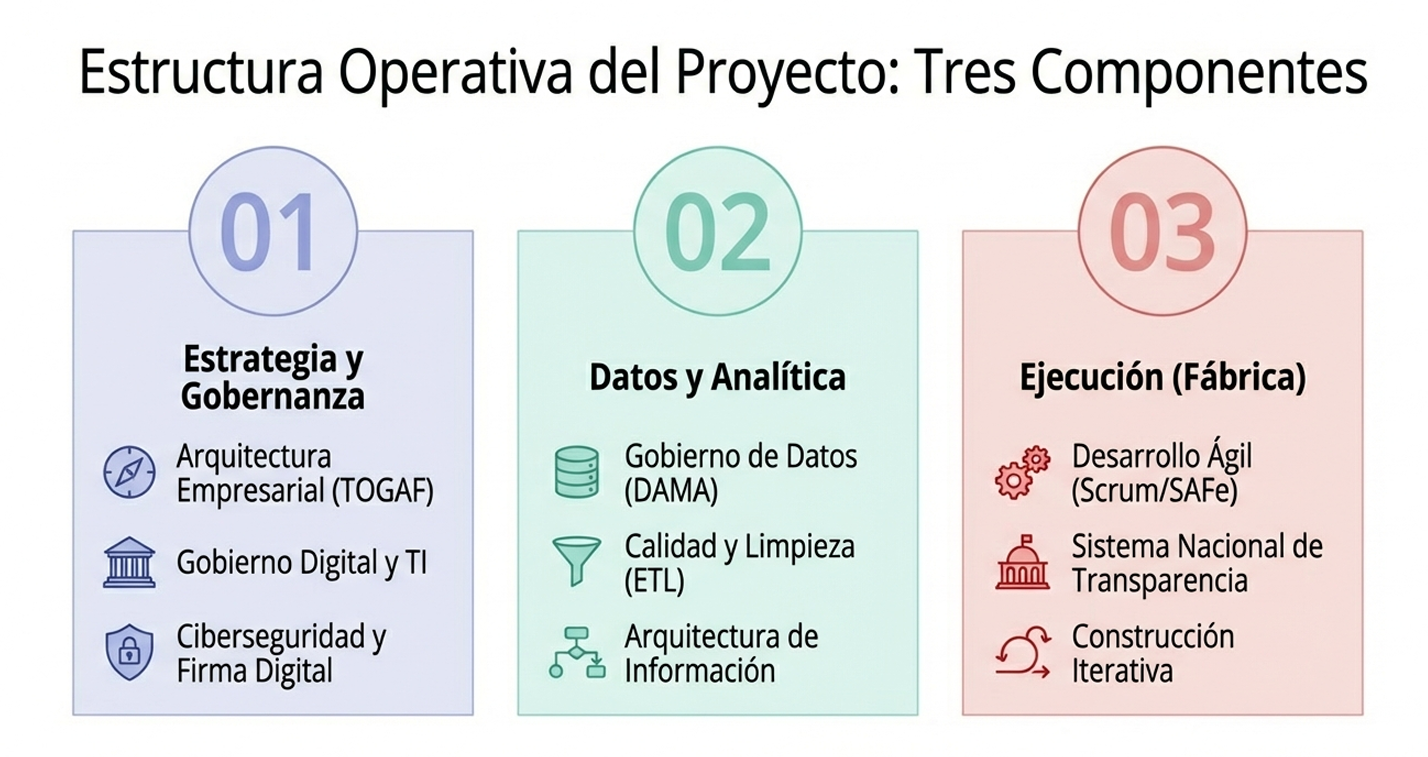 Estructura Operativa del Proyecto: Tres Componentes
01
Estrategia y
Gobernanza
Arquitectura
Empresarial (TOGAF)
Gobierno Digital y TI
Ciberseguridad y
Firma Digital
02
Datos y Analítica
Gobierno de Datos
(DAMA)
Calidad y Limpieza
(ETL)
Arquitectura de
Información
03
Ejecución (Fábrica)
Desarrollo Ágil
(Scrum/SAFe)
Sistema Nacional de
Transparencia
Construcción
Iterativa